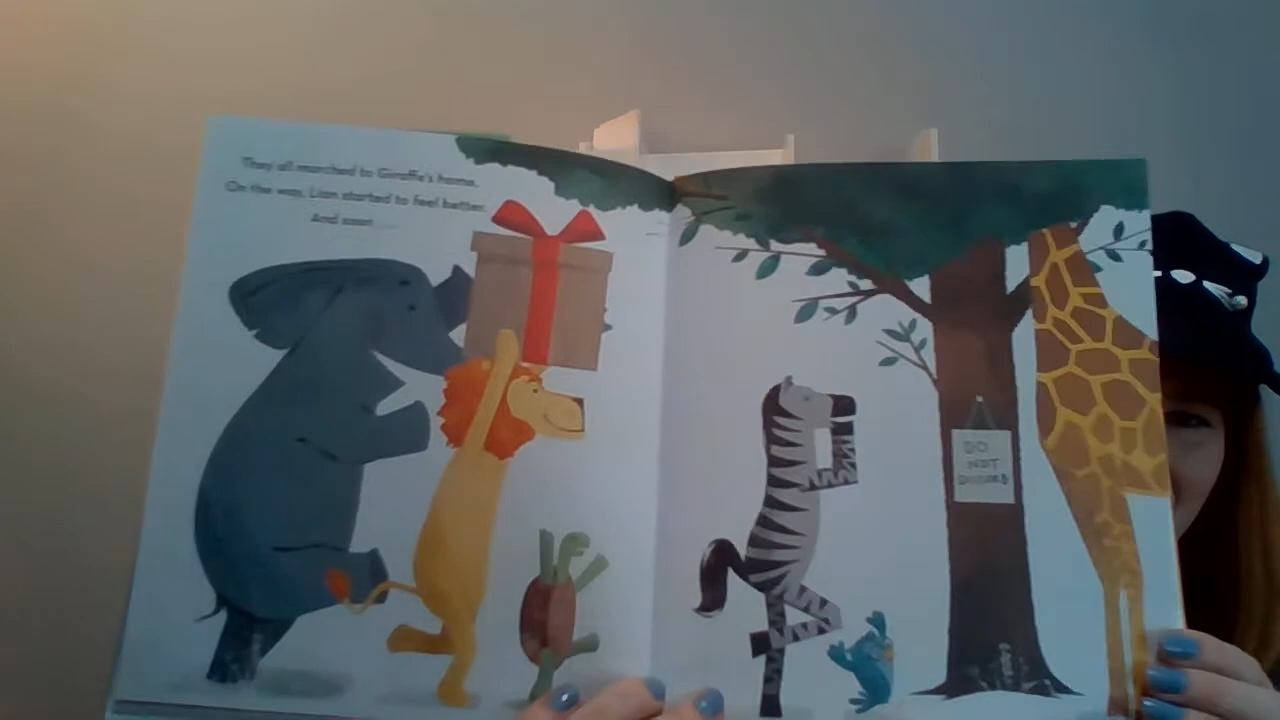 They all marched to Giraffe's home.
On the way, Lion started to feel better.
And soon...
DO
NOT
DISTURB